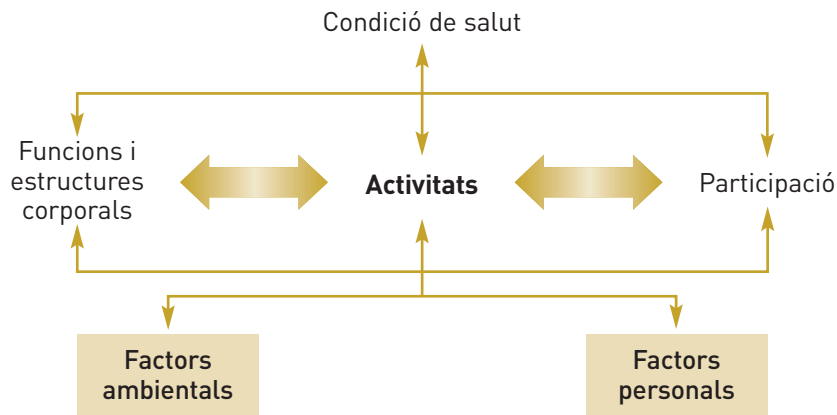 Condició de salut
Funcions i
estructures
corporals
Activitats
Participació
Factors
ambientals
Factors
personals